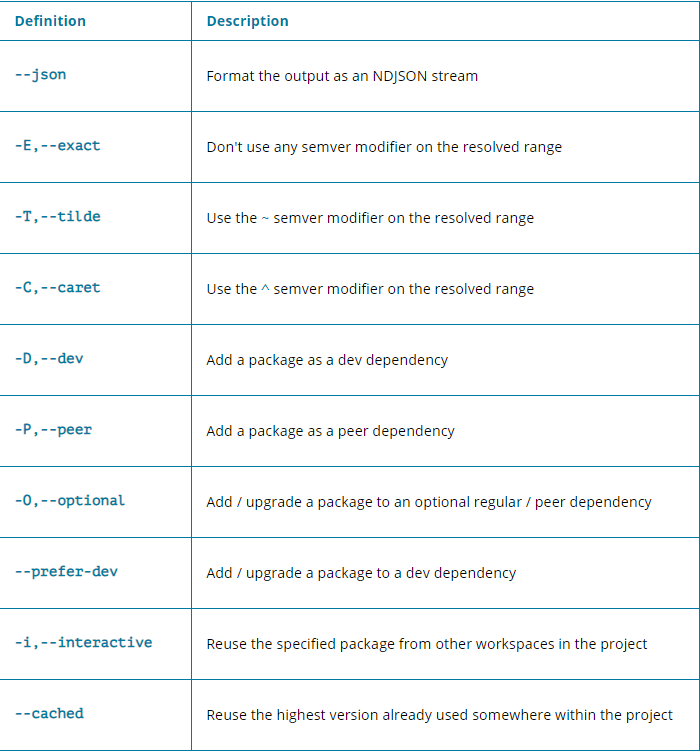 Definition Description
--json Format the output as an NDJSON stream
-E,--exact Don't use any semver modifier on the resolved range
-T,--tilde Use the ~ semver modifier on the resolved range
-C,--caret Use the ^ semver modifier on the resolved range
-D,--dev Add a package as a dev dependency
-P,--peer Add a package as a peer dependency
-O,--optional Add / upgrade a package to an optional regular / peer dependency
--prefer-dev Add / upgrade a package to a dev dependency
-i,--interactive Reuse the specified package from other workspaces in the project
--cached Reuse the highest version already used somewhere within the project